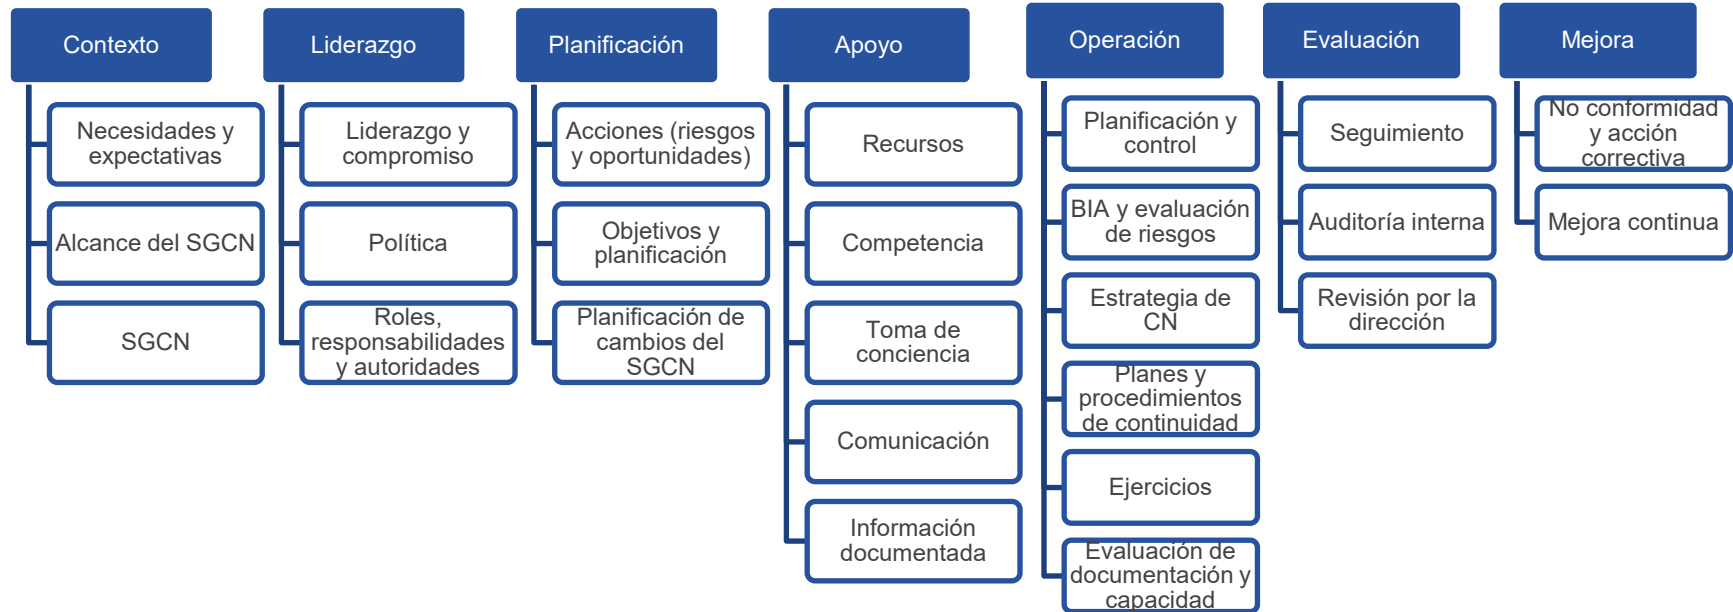 Contexto
Necesidades y
expectativas
Alcance del SGCN
SGCN
Liderazgo
Liderazgo y
compromiso
Política
Roles,
responsabilidades
y autoridades
Planificación
Acciones (riesgos
y oportunidades)
Objetivos y
planificación
Planificación de
cambios del
SGCN
Apoyo
Recursos
Competencia
Toma de
conciencia
Comunicación
Información
documentada
Operación
Planificación y
control
BIA y evaluación
de riesgos
Estrategia de
CN
Planes y
procedimientos
de continuidad
Ejercicios
Evaluación de
documentación y
capacidad
Evaluación
Seguimiento
Auditoría interna
Revisión por la
dirección
Mejora
No conformidad
y acción
correctiva
Mejora continua